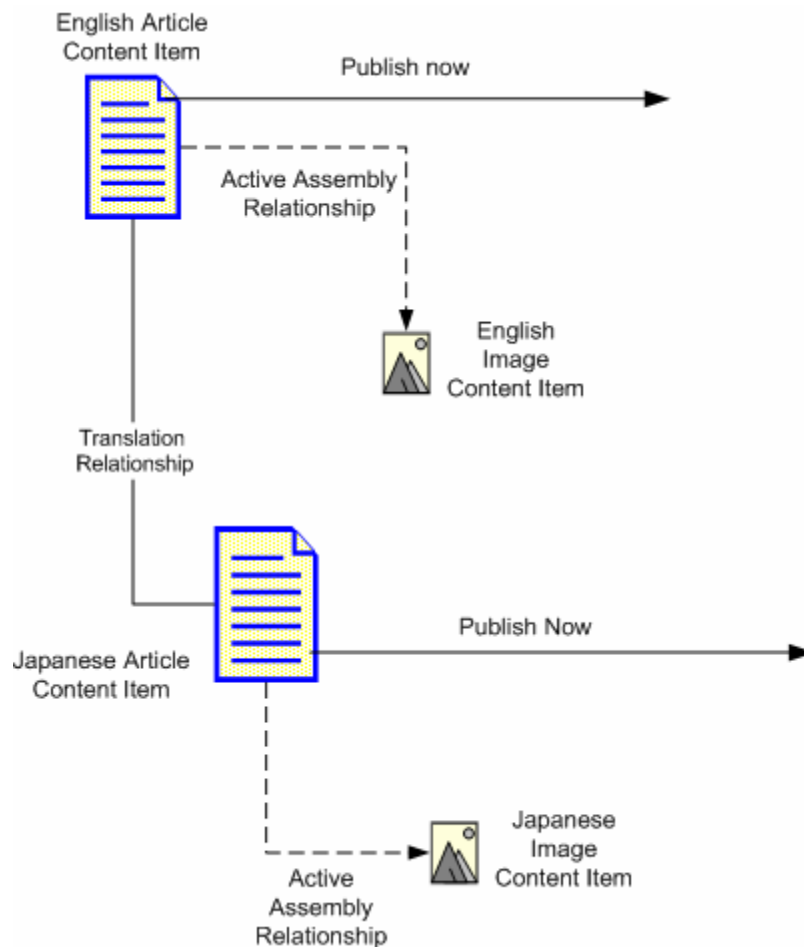 English Article
Content Item
Publish now
Active Assembly
Relationship
English
Image
Content Item
Translation
Relationship
Publish Now
Japanese Article
Content Item
Japanese
Image
Content Item
Active
Assembly
Relationship